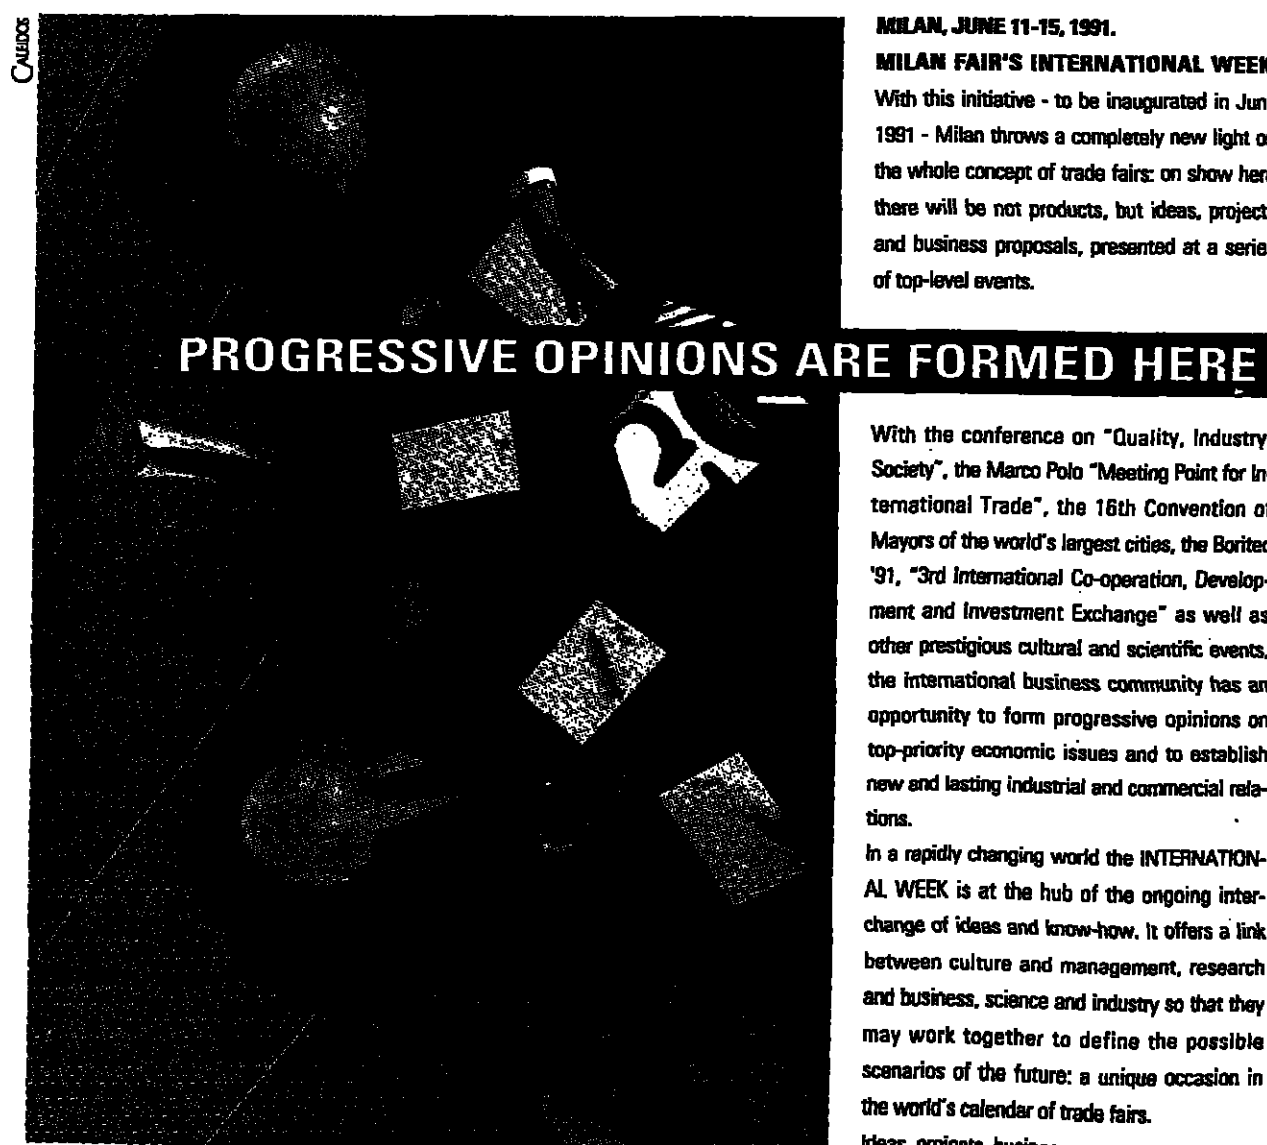 CALEIDOS
MILAN, JUNE 11-15, 1991.
MILAN FAIR'S INTERNATIONAL WEEK
With this initiative - to be inaugurated in Jun
1991 - Milan throws a completely new light o
the whole concept of trade fairs: on show her
there will be not products, but ideas, project
and business proposals, presented at a serie
of top-level events.
PROGRESSIVE OPINIONS ARE FORMED HERE
With the conference on "Quality, Industry
Society", the Marco Polo "Meeting Point for In-
ternational Trade", the 16th Convention of
Mayors of the world's largest cities, the Boritec
'91, "3rd International Co-operation, Develop-
ment and Investment Exchange" as well as
other prestigious cultural and scientific events,
the international business community has an
opportunity to form progressive opinions on
top-priority economic issues and to establish
new and lasting industrial and commercial rela-
tions.
In a rapidly changing world the INTERNATION-
AL WEEK is at the hub of the ongoing inter-
change of ideas and know-how. It offers a link
between culture and management, research
and business, science and industry so that they
may work together to define the possible
scenarios of the future: a unique occasion in
the world's calendar of trade fairs.
Ideas, projects, busine